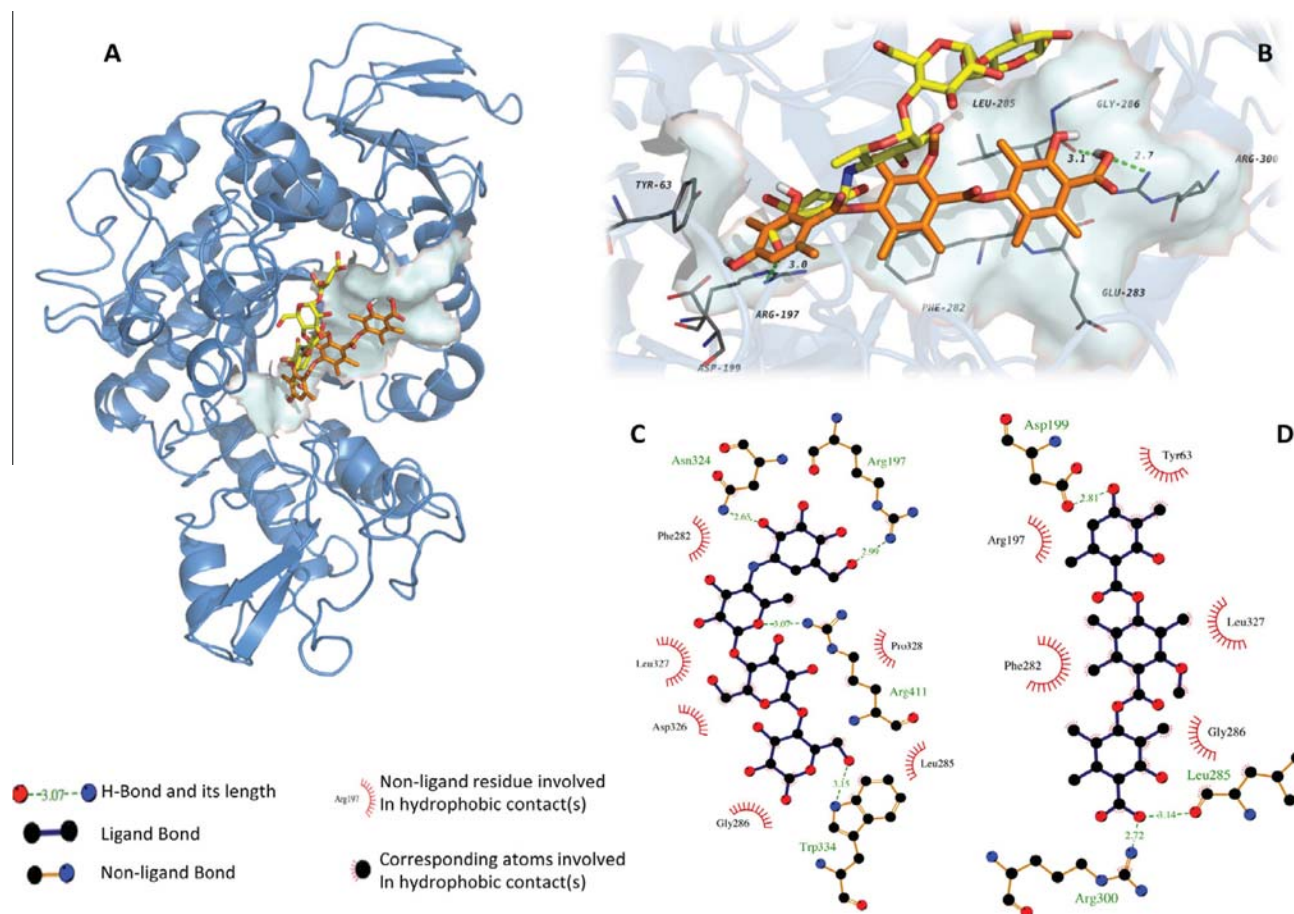 A
B
LEU-285
GLY-286
3.1
2.7
ARG-300
TYR-63
3.0
ARG-197
PHE-282
GLU-283
ASP-199
C
Asn324
Arg197
2.65
Phe282
2.99
3.07
Pro328
Leu327
Arg411
Asp326
Leu285
3.15
Gly286
Trp334
D
Asp199
Tyr63
2.81
Arg197
Leu327
Phe282
Gly286
Leu285
3.14
2.72
Arg300
3.07 H-Bond and its length
Ligand Bond
Non-ligand Bond
Arg197 Non-ligand residue involved
In hydrophobic contact(s)
Corresponding atoms involved
In hydrophobic contact(s)